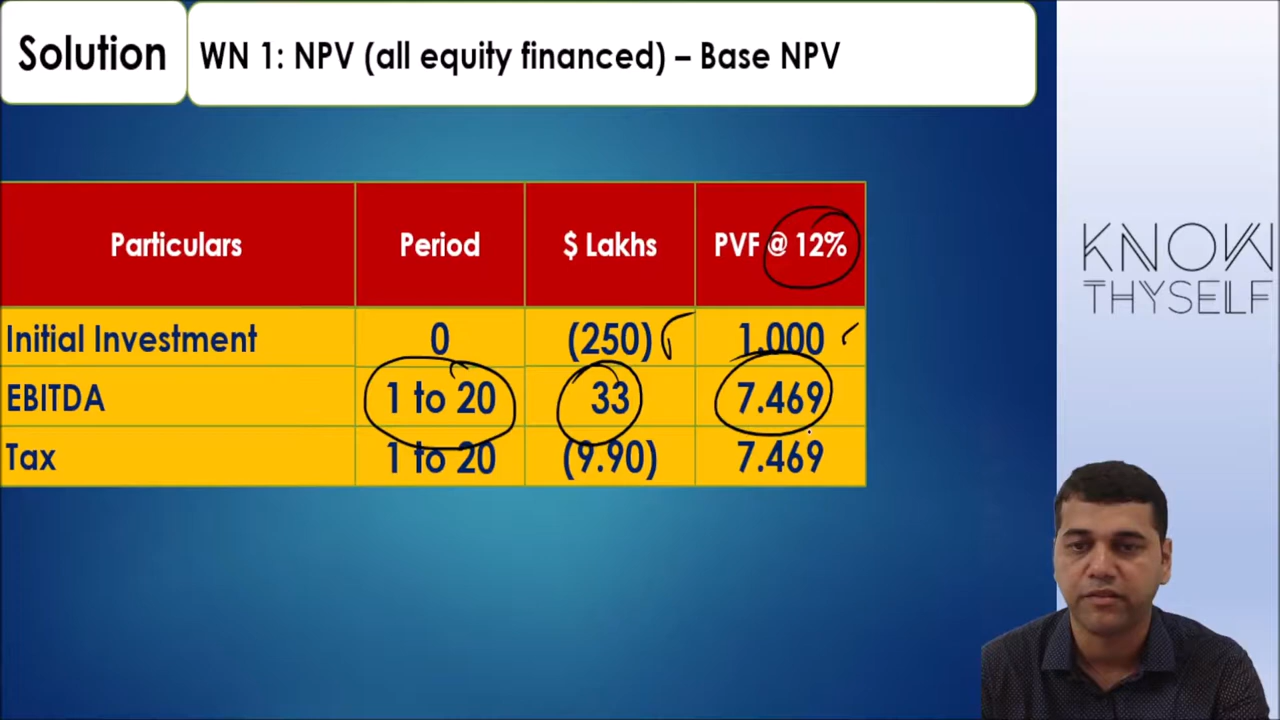 Solution
WN 1: NPV (all equity financed) – Base NPV
Particulars Period $ Lakhs PVF @ 12%
Initial Investment 0 (250) 1.000
EBITDA 1 to 20 33 7.469
Tax 1 to 20 (9.90) 7.469
KNOW
THYSELF